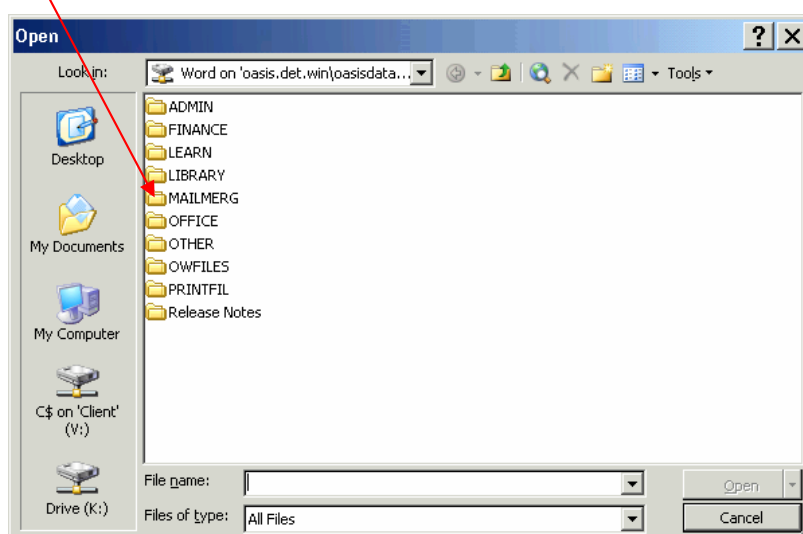 Open
Look in: Word on 'oasis.det.win\oasisdata... Tools
ADMIN
FINANCE
LEARN
LIBRARY
MAILMERG
OFFICE
OTHER
OWFILES
PRINTFIL
Release Notes
Desktop
My Documents
My Computer
C$ on 'Client'
(V:)
Drive (K:)
File name: Open
Files of type: All Files Cancel